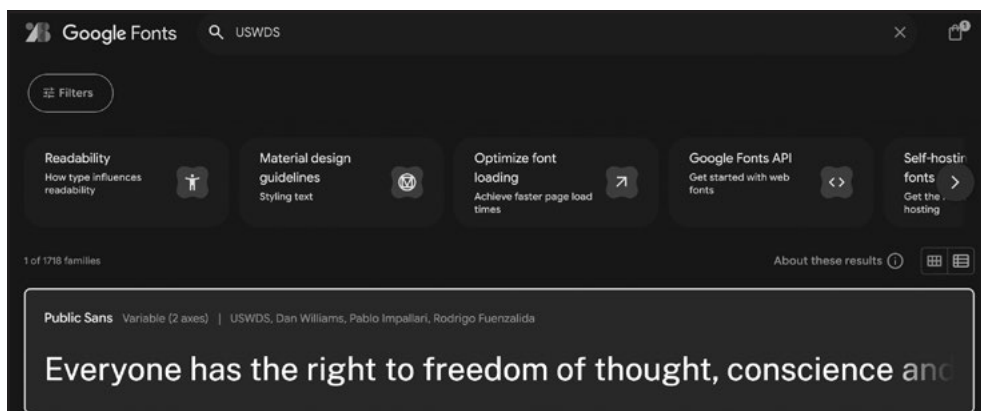 Google Fonts
USWDS
1
Filters
Readability
How type influences
readability
Material design
guidelines
Styling text
Optimize font
loading
Achieve faster page load
times
Google Fonts API
Get started with web
fonts
Self-hostin
fonts
Get the
hosting
1 of 1718 families
About these results
Public Sans Variable (2 axes) | USWDS, Dan Williams, Pablo Impallari, Rodrigo Fuenzalida
Everyone has the right to freedom of thought, conscience and